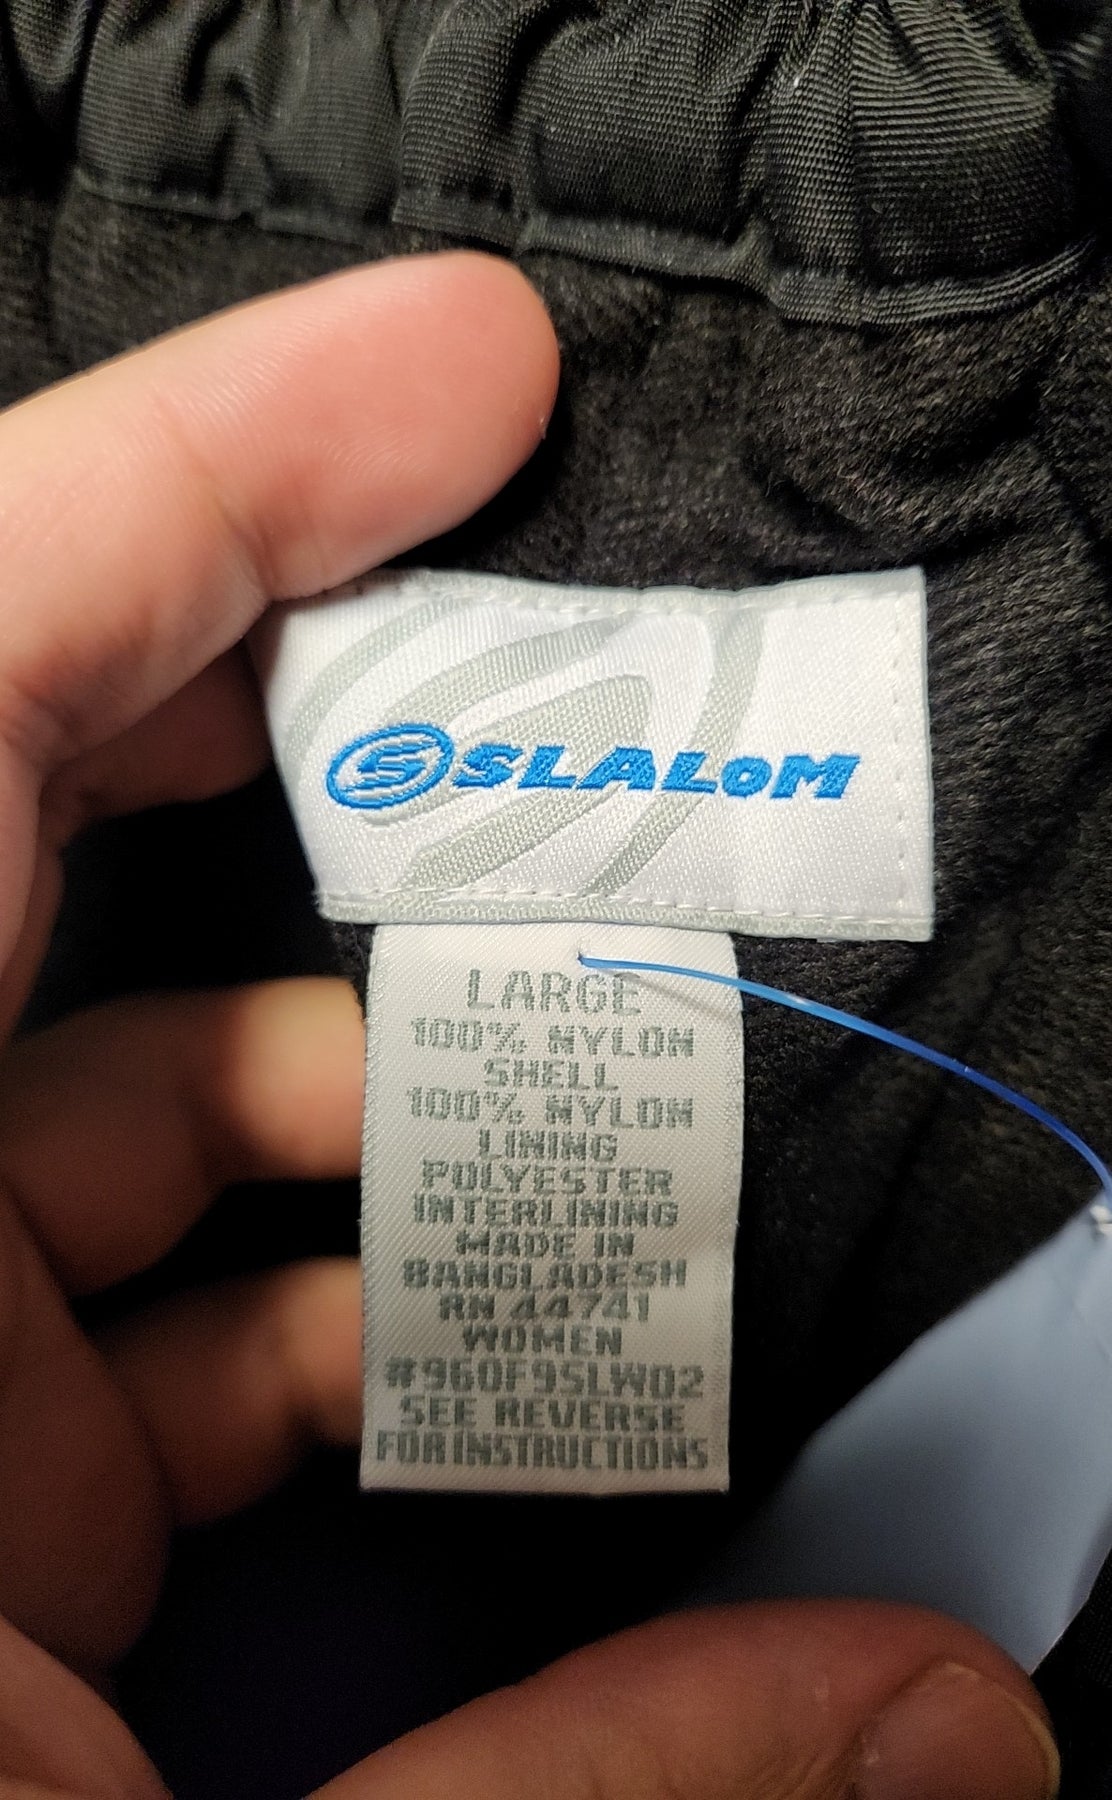 S SLALOM
LARGE
100% NYLON
SHELL
100% NYLON
LINING
POLYESTER
INTERLINING
MADE IN
BANGLADESH
RN 44741
WOMEN
#960F9SLW02
SEE REVERSE
FOR INSTRUCTIONS